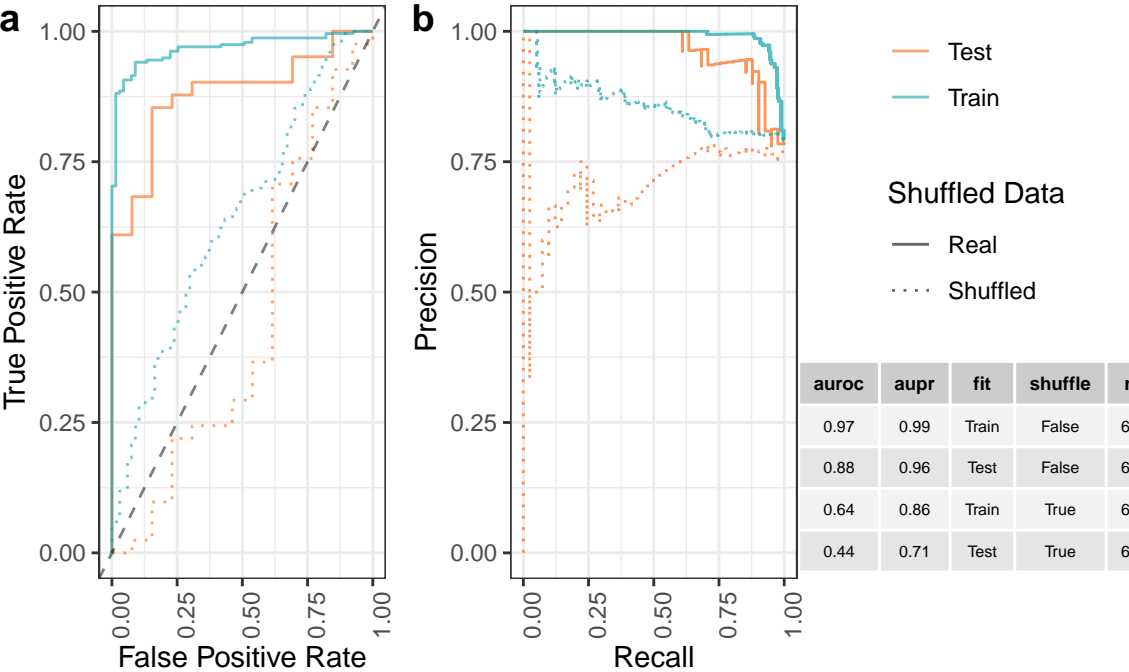 a
True Positive Rate
1.00
0.75
0.50
0.25
0.00
0.00
0.25
0.50
0.75
1.00
False Positive Rate
b
Precision
1.00
0.75
0.50
0.25
0.00
0.00
0.25
0.50
0.75
1.00
Recall
Test
Train
Shuffled Data
Real
Shuffled
auroc aupr fit shuffle
0.97 0.99 Train False 6
0.88 0.96 Test False 6
0.64 0.86 Train True 6
0.44 0.71 Test True 6